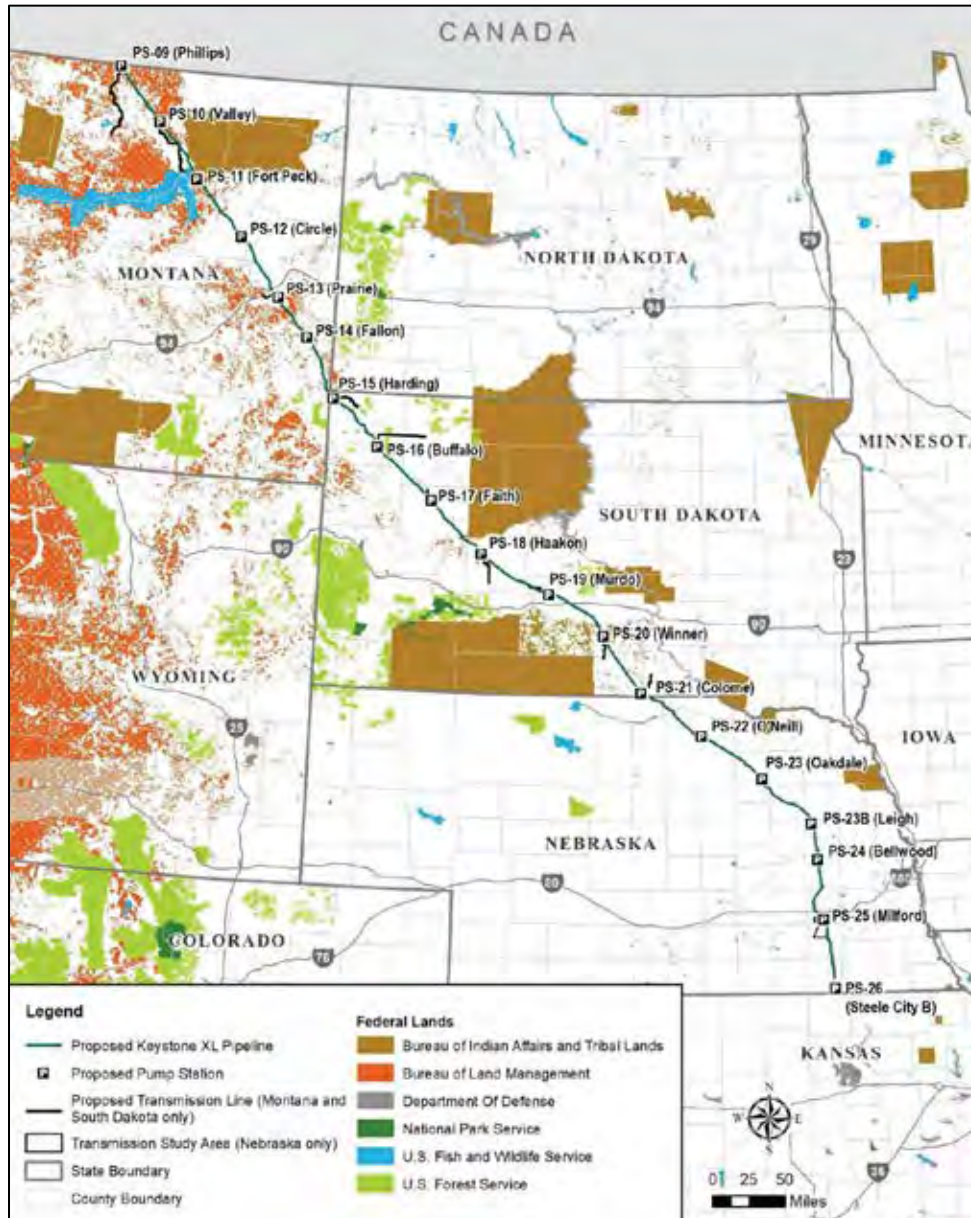 CANADA
PS-09 (Phillips)
PS-10 (Valley)
PS-11 (Fort Peck)
PS-12 (Circle)
NORTH DAKOTA
29
MONTANA
PS-13 (Prairie)
94
PS-14 (Fallon)
94
PS-15 (Harding)
MINNESOTA
PS-16 (Buffalo)
PS-17 (Faith)
SOUTH DAKOTA
PS-18 (Haakon)
90
PS-19 (Murdo)
90
PS-20 (Winner)
WYOMING
PS-21 (Colome)
25
PS-22 (O'Neill)
IOWA
PS-23 (Oakdale)
PS-23B (Leigh)
NEBRASKA
PS-24 (Bellwood)
80
PS-25 (Milford)
COLORADO
76
PS-26
(Steele City B)
KANSAS
N
W E
S
0 25 50
Miles
Legend
Proposed Keystone XL Pipeline
Proposed Pump Station
Proposed Transmission Line (Montana and
South Dakota only)
Transmission Study Area (Nebraska only)
State Boundary
County Boundary
Federal Lands
Bureau of Indian Affairs and Tribal Lands
Bureau of Land Management
Department Of Defense
National Park Service
U.S. Fish and Wildlife Service
U.S. Forest Service